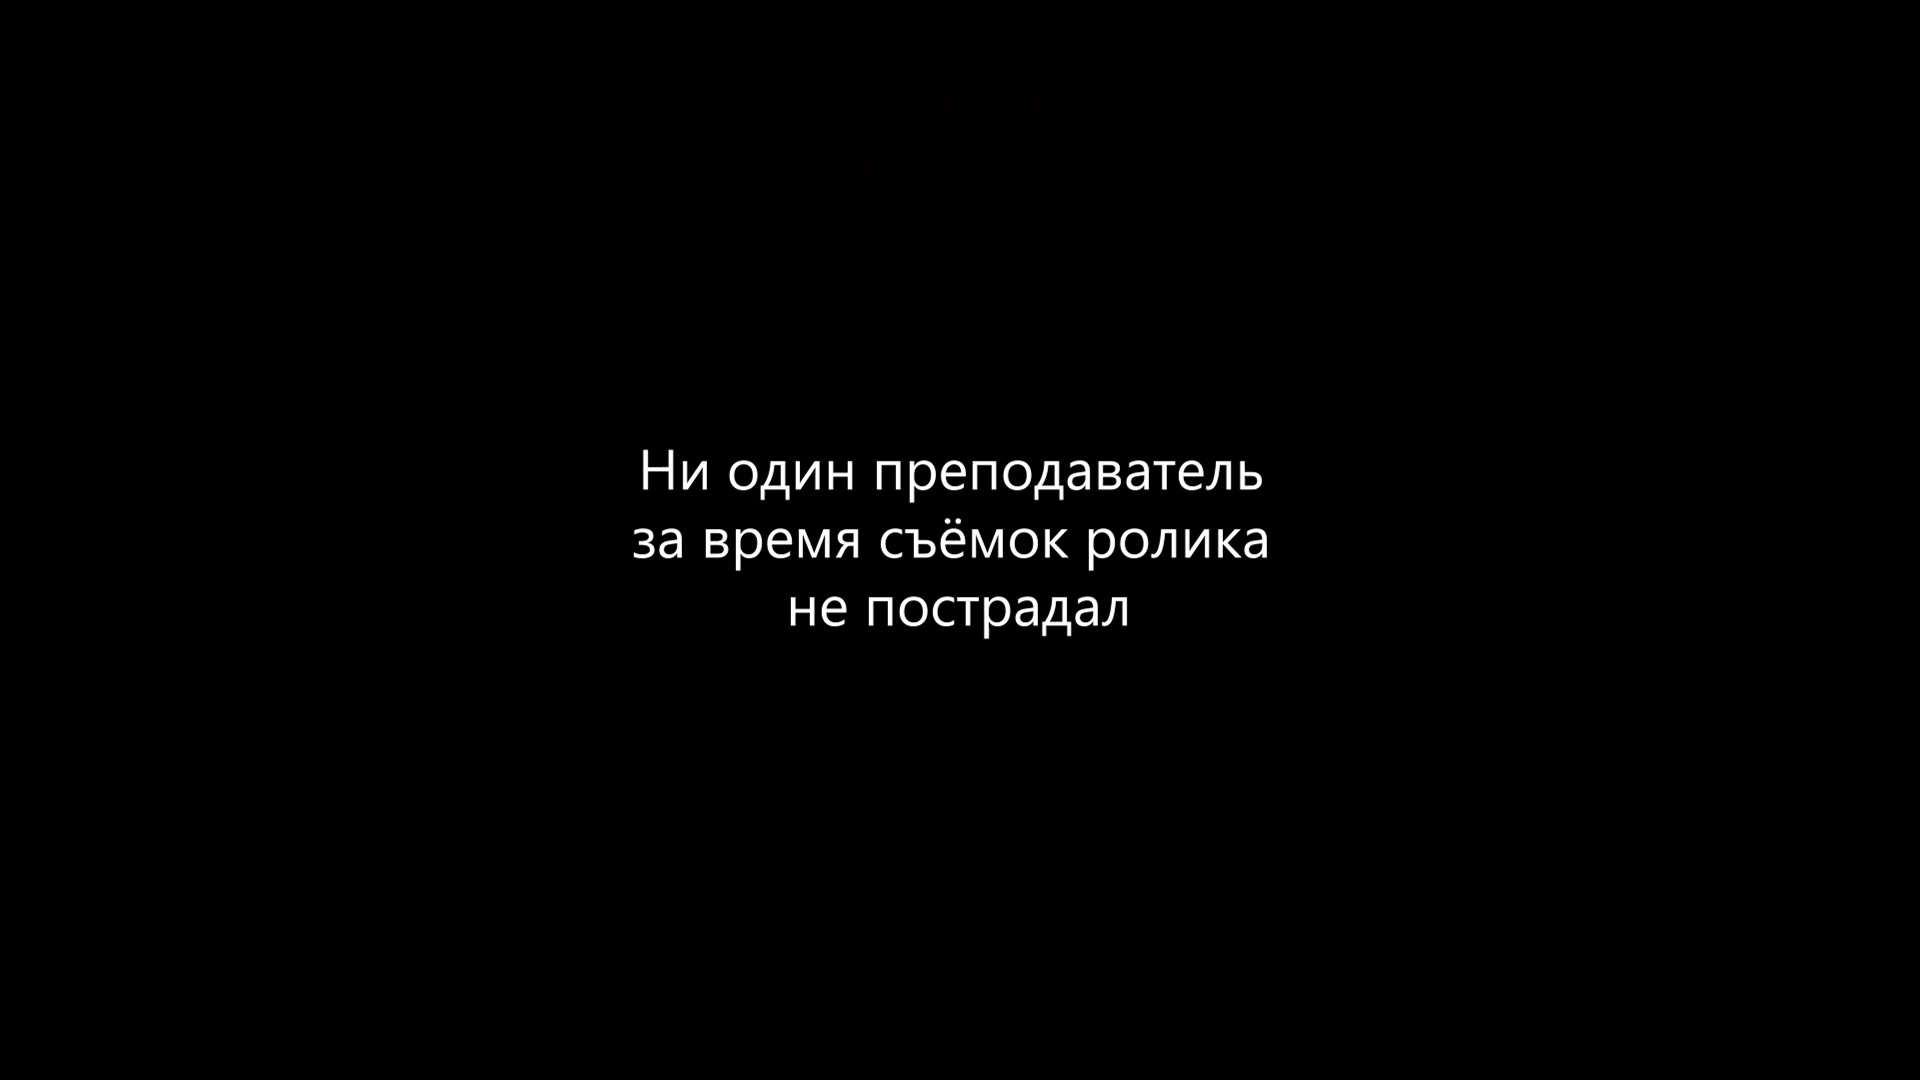 Ни один преподаватель
за время съёмок ролика
не пострадал